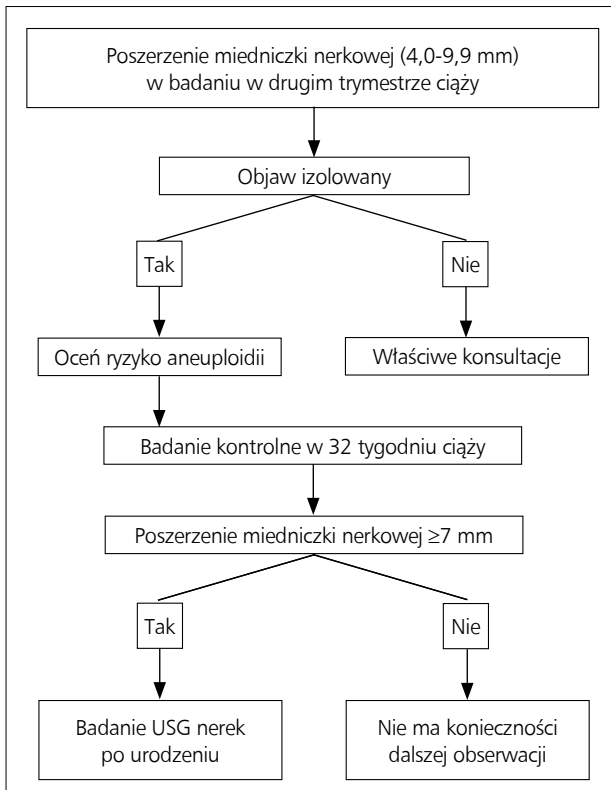 Poszerzenie miedniczki nerkowej (4,0-9,9 mm)
w badaniu w drugim trymestrze ciąży
Objaw izolowany
Tak
Nie
Oceń ryzyko aneuploidii
Właściwe konsultacje
Badanie kontrolne w 32 tygodniu ciąży
Poszerzenie miedniczki nerkowej ≥7 mm
Tak
Nie
Badanie USG nerek
po urodzeniu
Nie ma konieczności
dalszej obserwacji